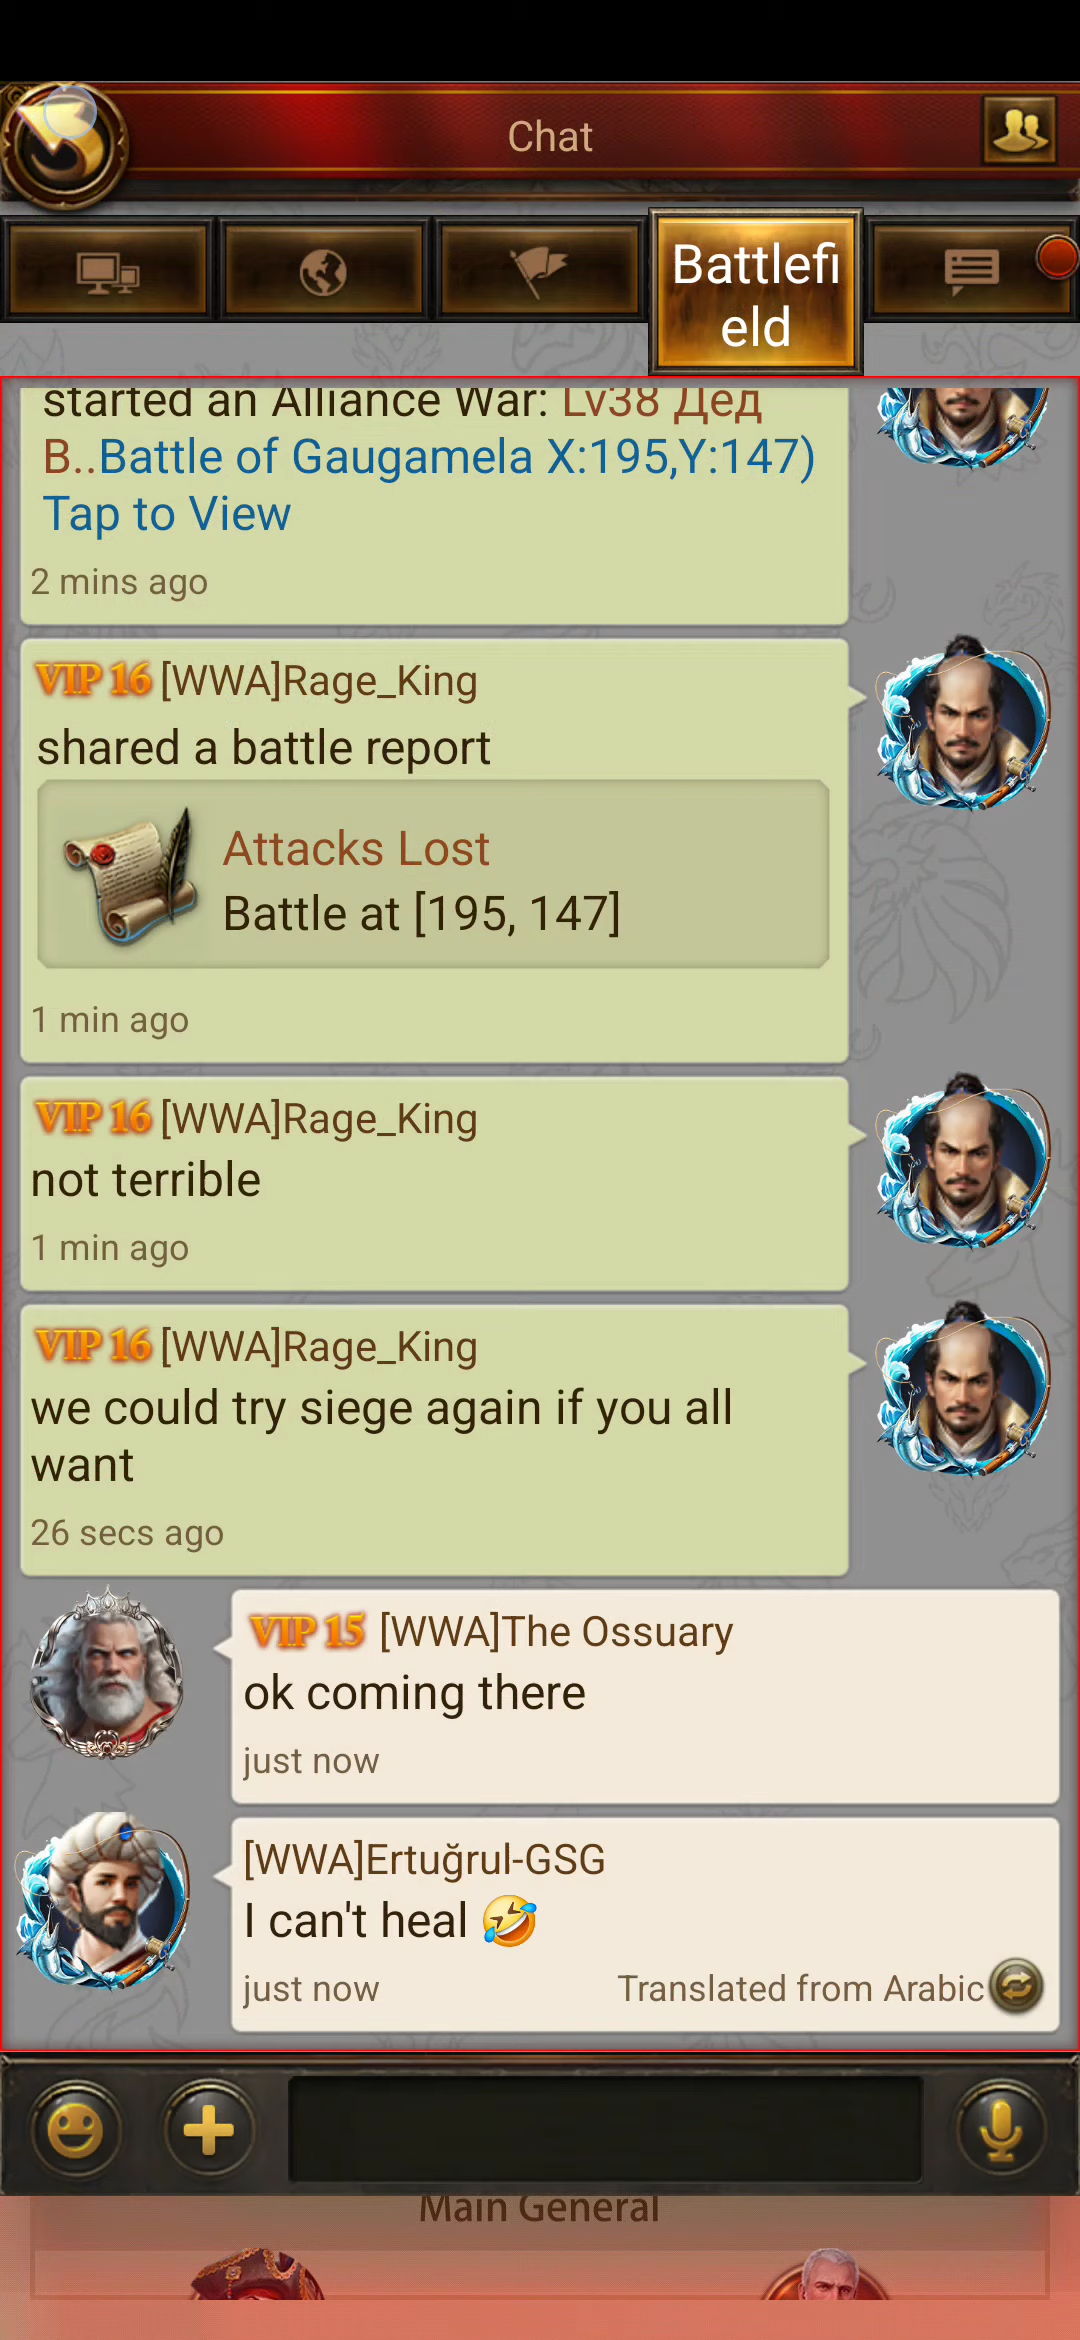 Chat
Battlefi
eld
started an Alliance War: Lv38 Дед
В..Battle of Gaugamela X:195,Y:147)
Tap to View
2 mins ago
VIP 16 [WWA]Rage_King
shared a battle report
Attacks Lost
Battle at [195, 147]
1 min ago
VIP 16 [WWA]Rage_King
not terrible
1 min ago
VIP 16 [WWA]Rage_King
we could try siege again if you all
want
26 secs ago
VIP 15 [WWA]The Ossuary
ok coming there
just now
[WWA]Ertuğrul-GSG
I can't heal 🤣
just now Translated from Arabic
Main General